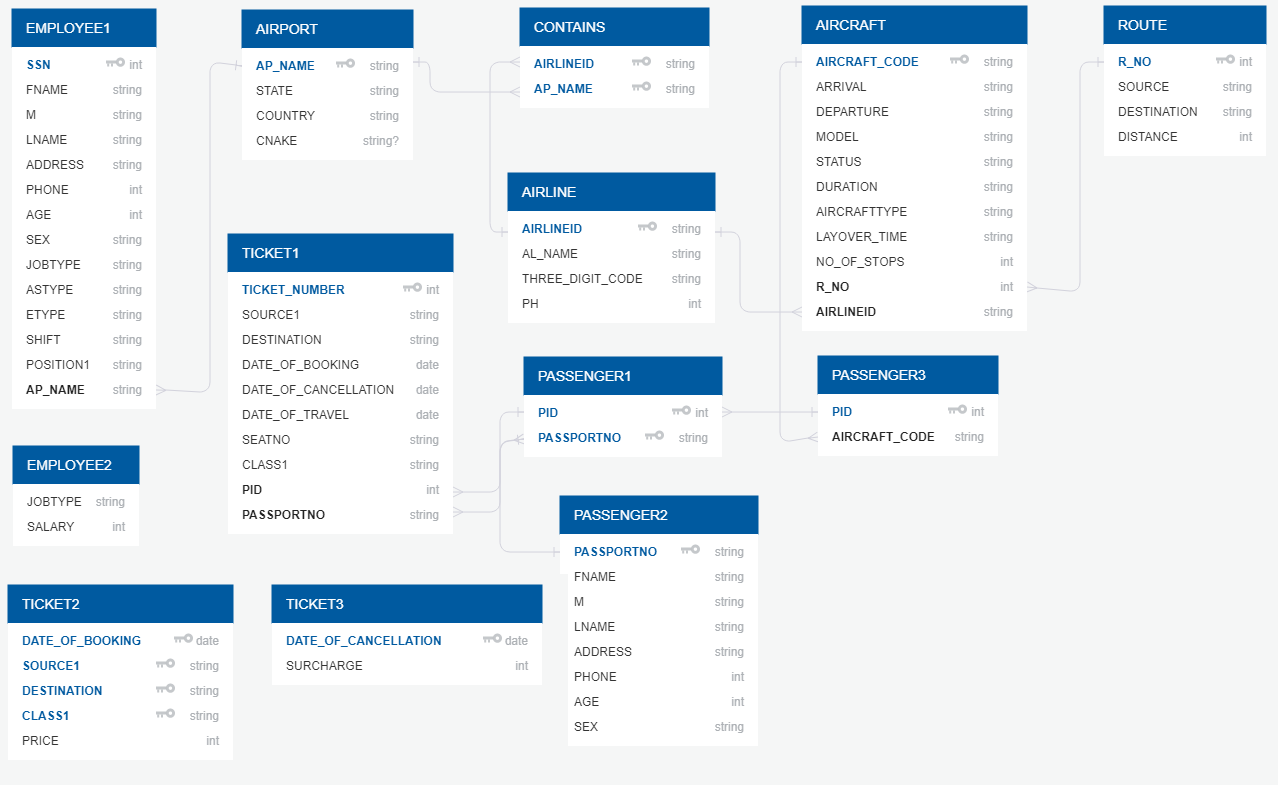 EMPLOYEE1
SSN int
FNAME string
M string
LNAME string
ADDRESS string
PHONE int
AGE int
SEX string
JOBTYPE string
ASTYPE string
ETYPE string
SHIFT string
POSITION1 string
AP_NAME string
AIRPORT
AP_NAME string
STATE string
COUNTRY string
CNAKE string?
CONTAINS
AIRLINEID string
AP_NAME string
AIRCRAFT
AIRCRAFT_CODE string
ARRIVAL string
DEPARTURE string
MODEL string
STATUS string
DURATION string
AIRCRAFTTYPE string
LAYOVER_TIME string
NO_OF_STOPS int
R_NO int
AIRLINEID string
ROUTE
R_NO int
SOURCE string
DESTINATION string
DISTANCE int
AIRLINE
AIRLINEID string
AL_NAME string
THREE_DIGIT_CODE string
PH int
TICKET1
TICKET_NUMBER int
SOURCE1 string
DESTINATION string
DATE_OF_BOOKING date
DATE_OF_CANCELLATION date
DATE_OF_TRAVEL date
SEATNO string
CLASS1 string
PID int
PASSPORTNO string
PASSENGER1
PID int
PASSPORTNO string
PASSENGER3
PID int
AIRCRAFT_CODE string
EMPLOYEE2
JOBTYPE string
SALARY int
PASSENGER2
PASSPORTNO string
FNAME string
M string
LNAME string
ADDRESS string
PHONE int
AGE int
SEX string
TICKET2
DATE_OF_BOOKING date
SOURCE1 string
DESTINATION string
CLASS1 string
PRICE int
TICKET3
DATE_OF_CANCELLATION date
SURCHARGE int